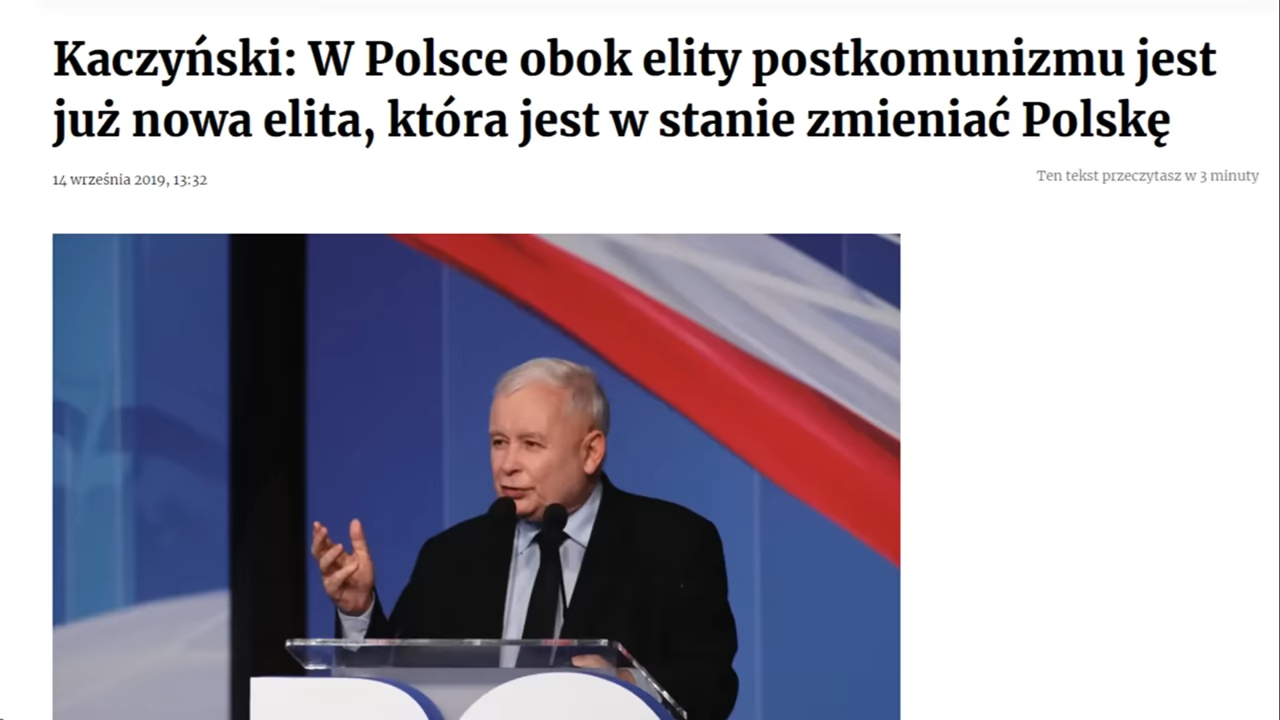 Kaczyński: W Polsce obok elity postkomunizmu jest
już nowa elita, która jest w stanie zmieniać Polskę
14 września 2019, 13:32
Ten tekst przeczytasz w 3 minuty